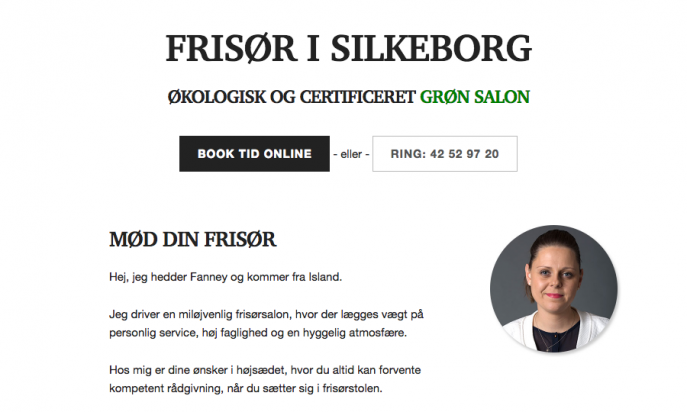 FRISØR I SILKEBORG
ØKOLOGISK OG CERTIFICERET GRØN SALON
BOOK TID ONLINE - eller - RING: 42 52 97 20
MØD DIN FRISØR
Hej, jeg hedder Fanney og kommer fra Island.
Jeg driver en miløjvenlig frisørsalon, hvor der lægges vægt på
personlig service, høj faglighed og en hyggelig atmosfære.
Hos mig er dine ønsker i højsædet, hvor du altid kan forvente
kompetent rådgivning, når du sætter sig i frisørstolen.